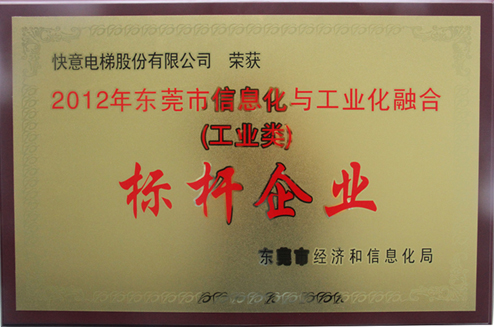 快意电梯股份有限公司 荣获
2012年东莞市信息化与工业化融合
(工业类)
标杆企业
东莞市经济和信息化局